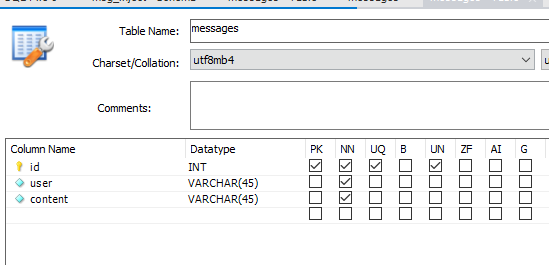 Table Name: messages
Charset/Collation: utf8mb4
Comments:
Column Name Datatype PK NN UQ B UN ZF AI G
id INT
user VARCHAR(45)
content VARCHAR(45)